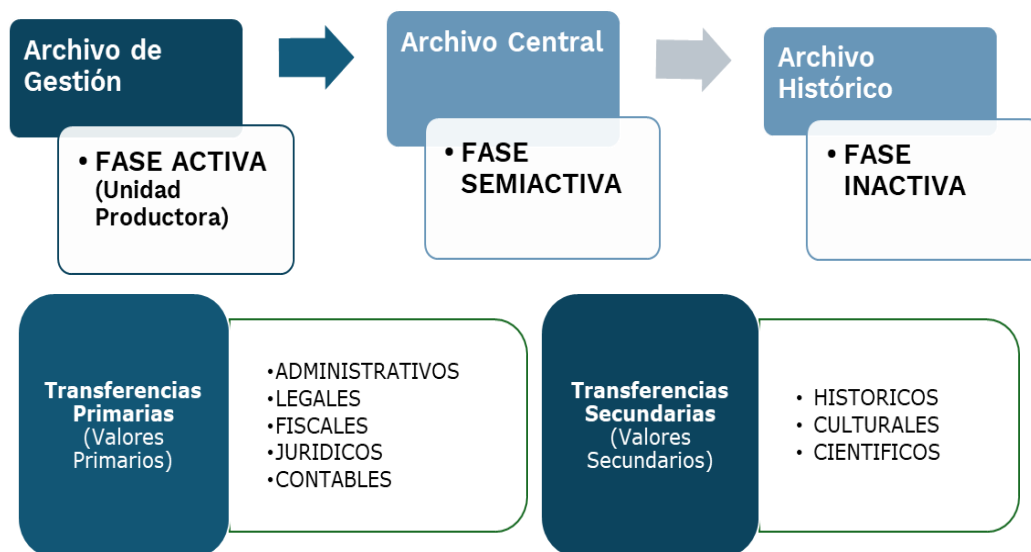 Archivo de
Gestión
• FASE ACTIVA
(Unidad
Productora)
Archivo Central
• FASE
SEMIACTIVA
Archivo
Histórico
• FASE
INACTIVA
Transferencias
Primarias
(Valores
Primarios)
•ADMINISTRATIVOS
•LEGALES
•FISCALES
•JURIDICOS
•CONTABLES
Transferencias
Secundarias
(Valores
Secundarios)
• HISTORICOS
• CULTURALES
• CIENTIFICOS